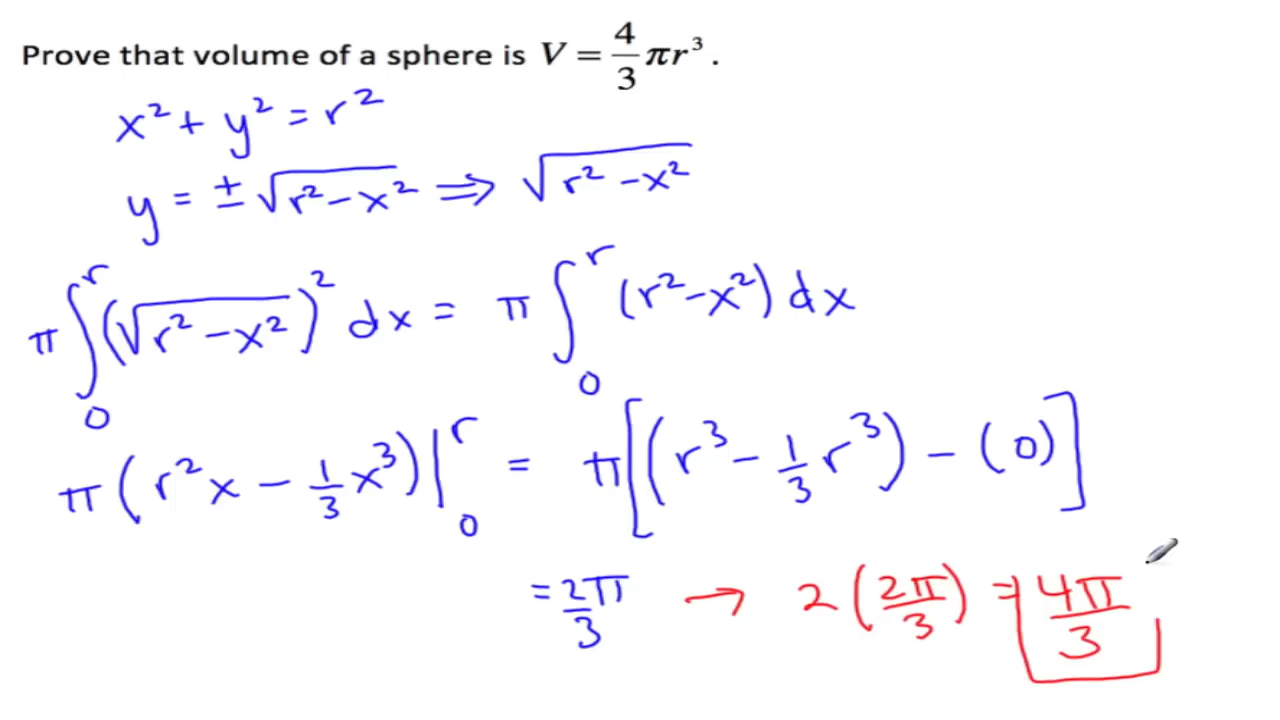 Prove that volume of a sphere is V = 4/3 πr³ .
x² + y² = r²
y = ± √(r² − x²) ⟹ √(r² − x²)
π ∫₀ʳ (√(r² − x²))² dx = π ∫₀ʳ (r² − x²) dx
π (r²x − 1/3 x³) |₀ʳ = π [(r³ − 1/3 r³) − (0)]
= 2π/3 → 2 (2π/3) = 4π/3